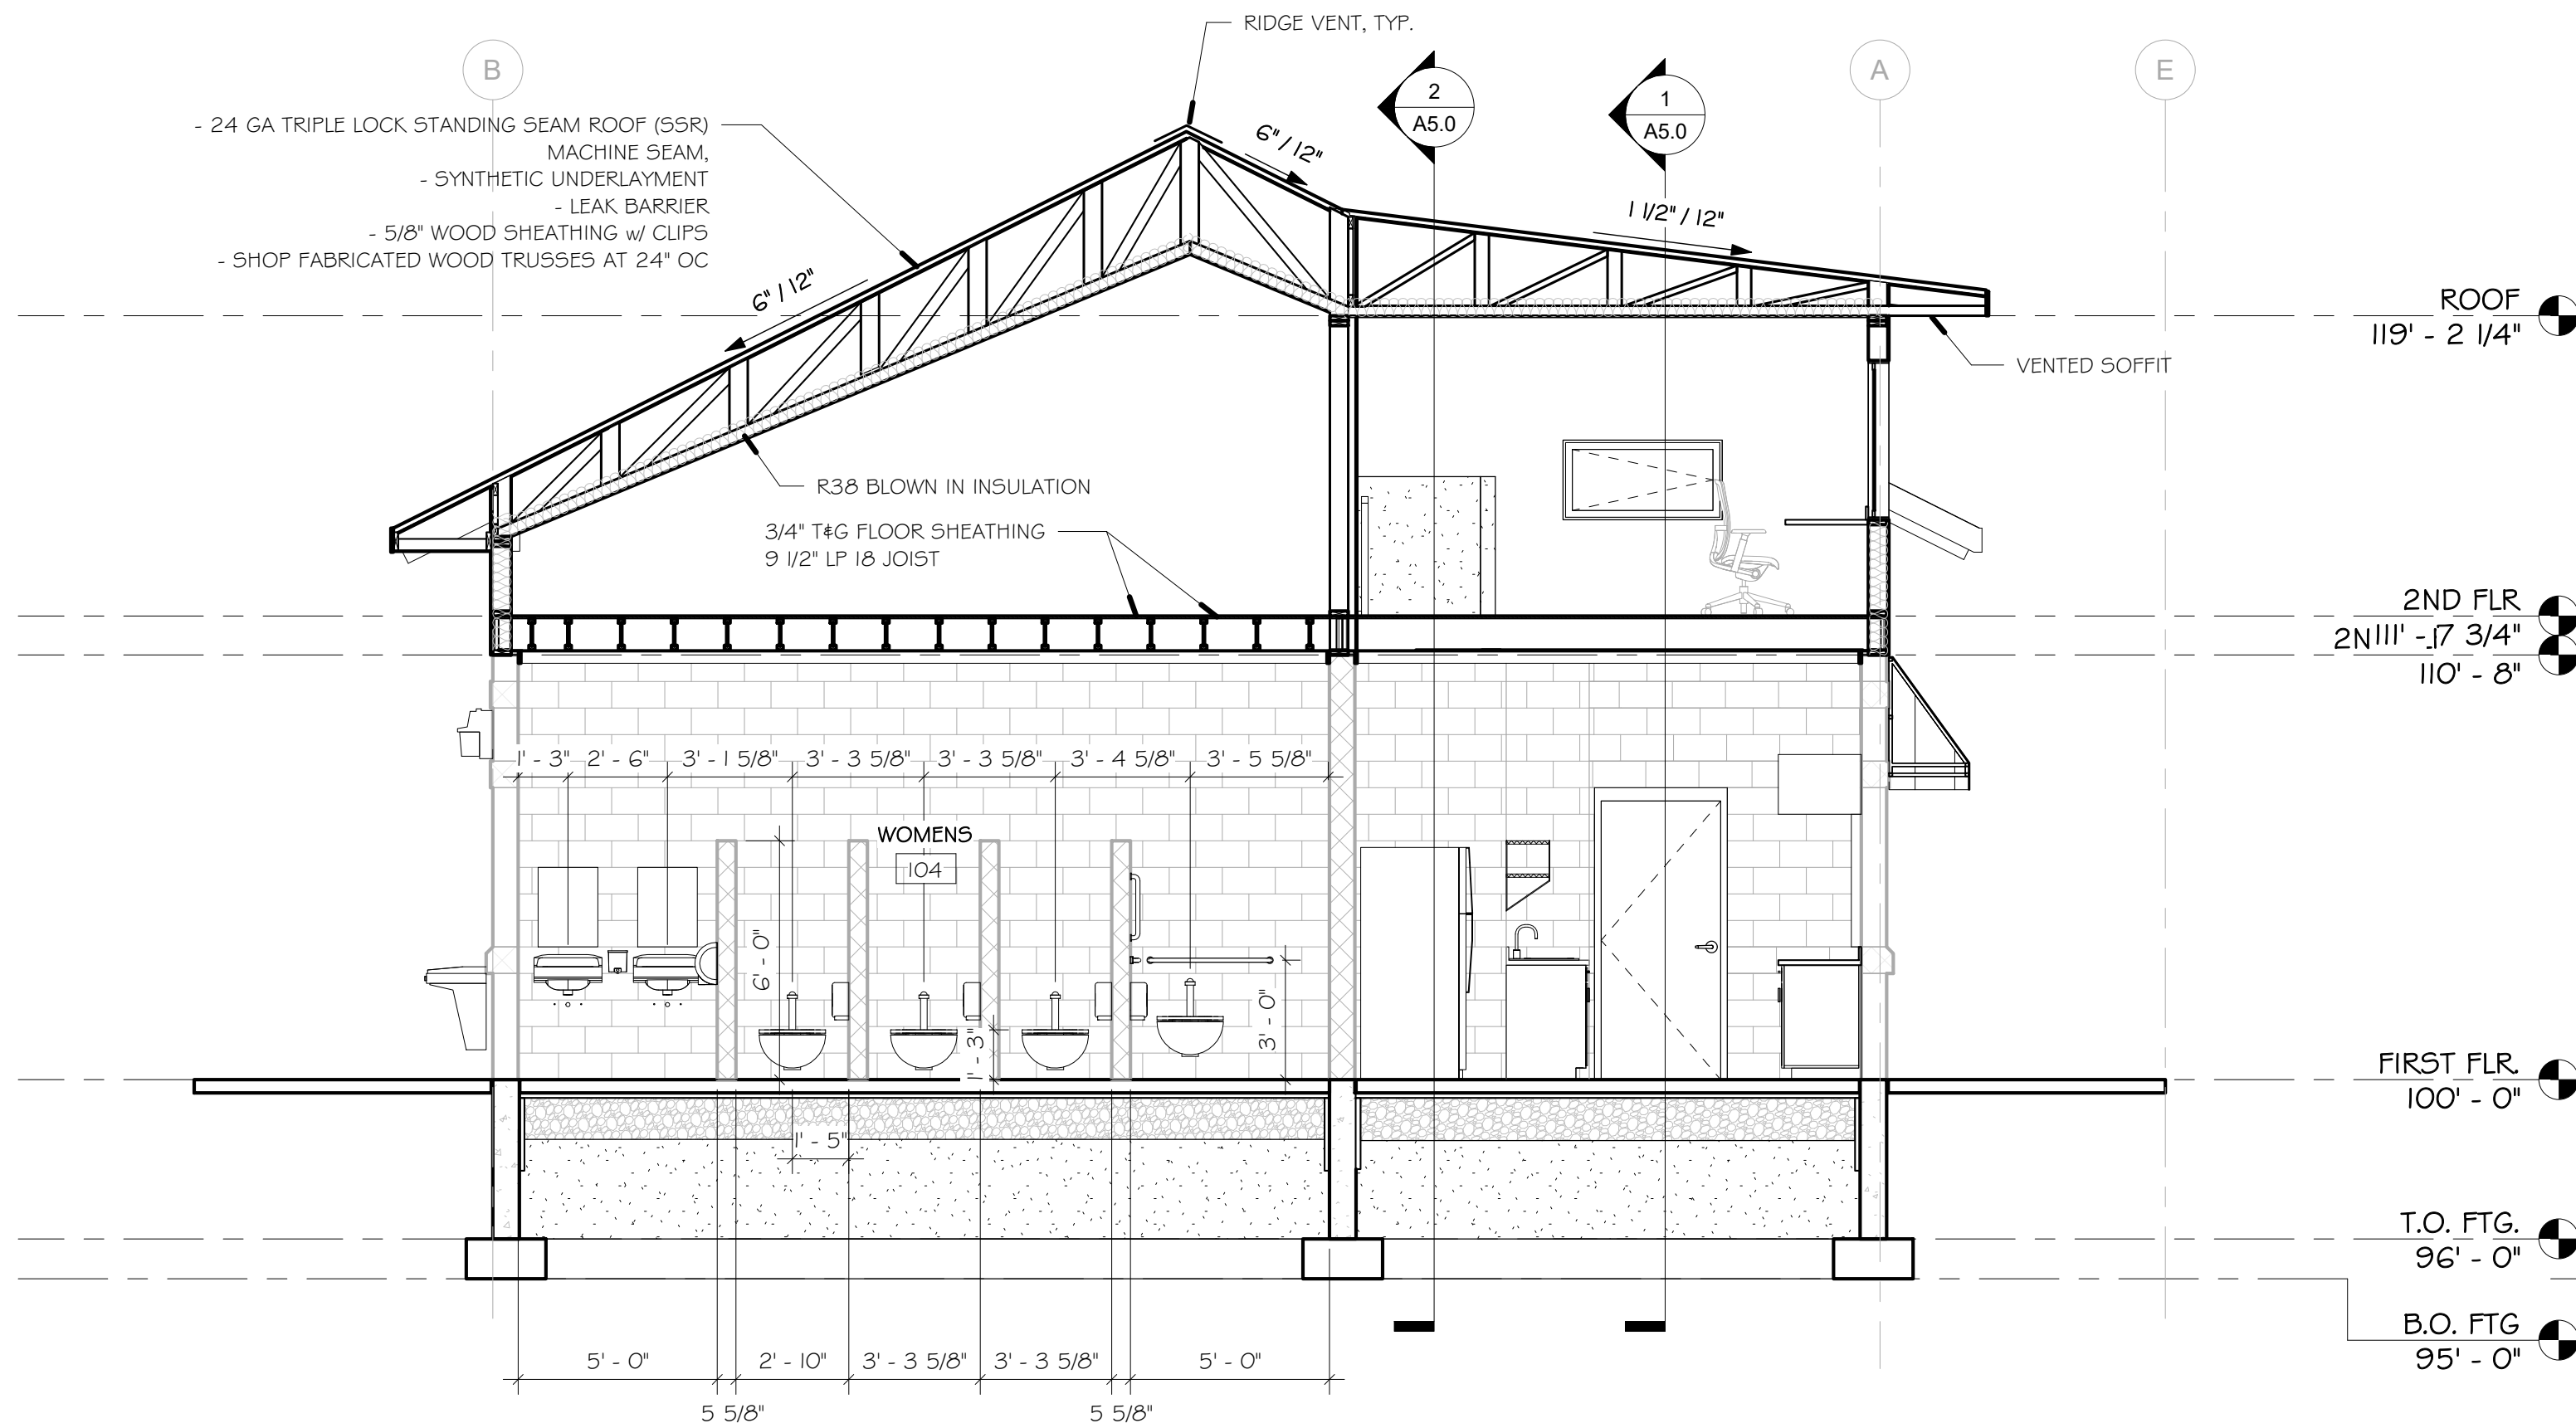 RIDGE VENT, TYP.
B
2
A5.0
1
A5.0
A
E
- 24 GA TRIPLE LOCK STANDING SEAM ROOF (SSR)
MACHINE SEAM,
- SYNTHETIC UNDERLAYMENT
- LEAK BARRIER
- 5/8" WOOD SHEATHING w/ CLIPS
- SHOP FABRICATED WOOD TRUSSES AT 24" OC
6" / 12"
6" / 12"
1 1/2" / 12"
ROOF
119' - 2 1/4"
VENTED SOFFIT
R38 BLOWN IN INSULATION
3/4" T&G FLOOR SHEATHING
9 1/2" LP 18 JOIST
2ND FLR
111' - 7 3/4"
110' - 8"
1' - 3" 2' - 6" 3' - 1 5/8" 3' - 3 5/8" 3' - 3 5/8" 3' - 4 5/8" 3' - 5 5/8"
WOMENS
104
6' - 0"
1' - 3"
3' - 0"
FIRST FLR.
100' - 0"
1' - 5"
T.O. FTG.
96' - 0"
B.O. FTG
95' - 0"
5' - 0" 2' - 10" 3' - 3 5/8" 3' - 3 5/8" 5' - 0"
5 5/8" 5 5/8"